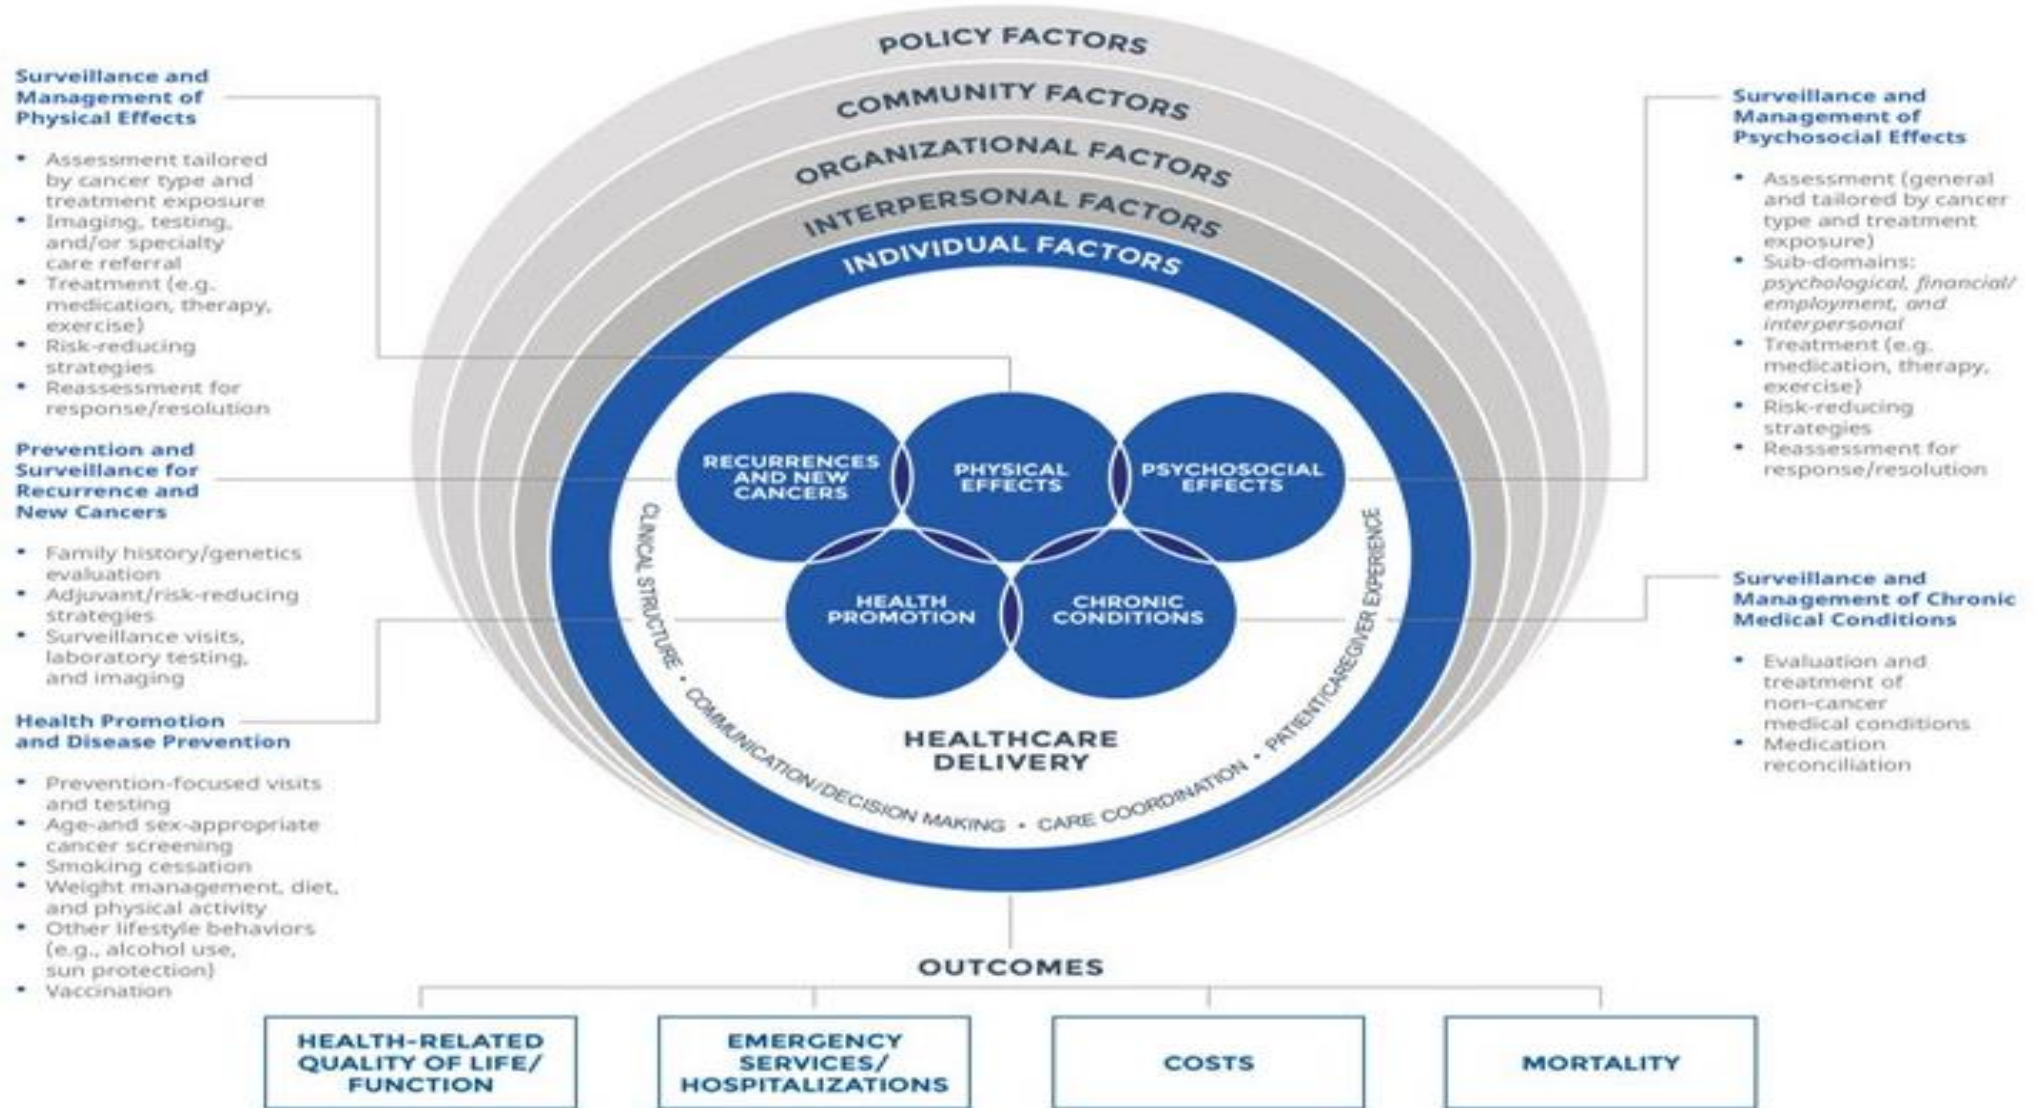 POLICY FACTORS
COMMUNITY FACTORS
ORGANIZATIONAL FACTORS
INTERPERSONAL FACTORS
INDIVIDUAL FACTORS
Surveillance and
Management of
Physical Effects
• Assessment tailored
by cancer type and
treatment exposure
• Imaging, testing,
and/or specialty
care referral
• Treatment (e.g.
medication, therapy,
exercise)
• Risk-reducing
strategies
• Reassessment for
response/resolution
Prevention and
Surveillance for
Recurrence and
New Cancers
• Family history/genetics
evaluation
• Adjuvant/risk-reducing
strategies
• Surveillance visits,
laboratory testing,
and imaging
Health Promotion
and Disease Prevention
• Prevention-focused visits
and testing
• Age-and sex-appropriate
cancer screening
• Smoking cessation
• Weight management, diet,
and physical activity
• Other lifestyle behaviors
(e.g., alcohol use,
sun protection)
• Vaccination
RECURRENCES
AND NEW
CANCERS
PHYSICAL
EFFECTS
PSYCHOSOCIAL
EFFECTS
HEALTH
PROMOTION
CHRONIC
CONDITIONS
HEALTHCARE
DELIVERY
CLINICAL STRUCTURE • COMMUNICATION/DECISION MAKING • CARE COORDINATION • PATIENT/CAREGIVER EXPERIENCE
Surveillance and
Management of
Psychosocial Effects
• Assessment (general
and tailored by cancer
type and treatment
exposure)
• Sub-domains:
psychological, financial/
employment, and
interpersonal
• Treatment (e.g.
medication, therapy,
exercise)
• Risk-reducing
strategies
• Reassessment for
response/resolution
Surveillance and
Management of Chronic
Medical Conditions
• Evaluation and
treatment of
non-cancer
medical conditions
• Medication
reconciliation
OUTCOMES
HEALTH-RELATED
QUALITY OF LIFE/
FUNCTION
EMERGENCY
SERVICES/
HOSPITALIZATIONS
COSTS
MORTALITY